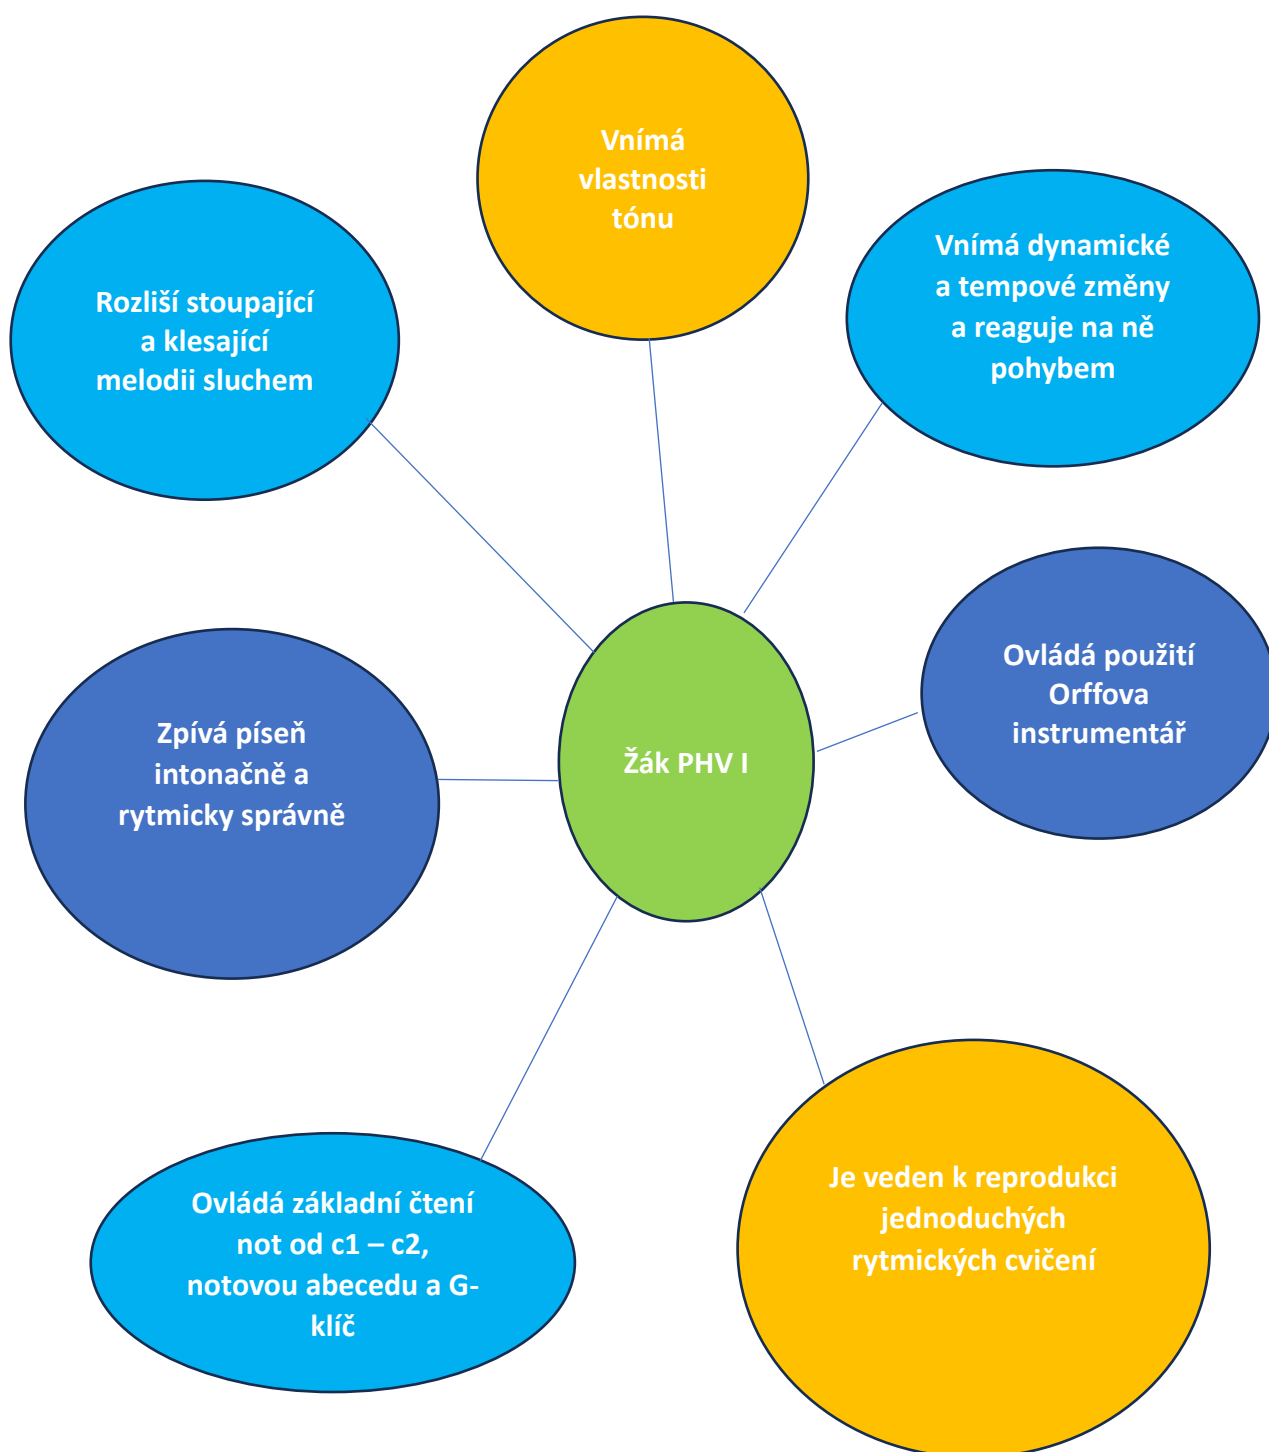 Vnímá
vlastnosti
tónu
Vnímá dynamické
a tempové změny
a reaguje na ně
pohybem
Rozliší stoupající
a klesající
melodii sluchem
Ovládá použití
Orffova
instrumentář
Zpívá píseň
intonačně a
rytmicky správně
Žák PHV I
Je veden k reprodukci
jednoduchých
rytmických cvičení
Ovládá základní čtení
not od c1 – c2,
notovou abecedu a G-
klíč